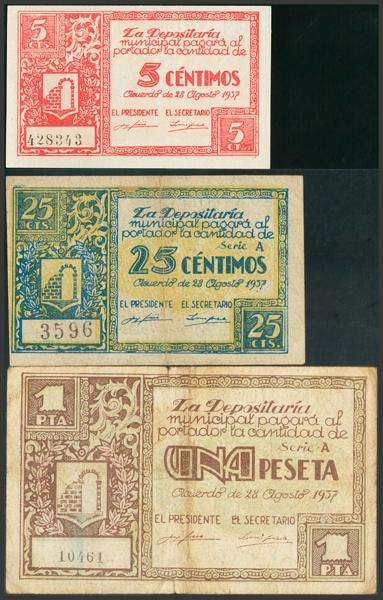 5
CTS.
La Depositaría
municipal pagará al
portador la cantidad de
5 CÉNTIMOS
Acuerdo de 28 Agosto 1937
EL PRESIDENTE EL SECRETARIO
428343
5
CTS.
25
CTS.
La Depositaría
municipal pagará al
portador la cantidad de
Serie A
25 CÉNTIMOS
Acuerdo de 28 Agosto 1937
EL PRESIDENTE EL SECRETARIO
3596
25
CTS.
1
PTA
La Depositaría
municipal pagará al
portador la cantidad de
Serie A
UNA PESETA
Acuerdo de 28 Agosto 1937
EL PRESIDENTE EL SECRETARIO
10461
1
PTA.